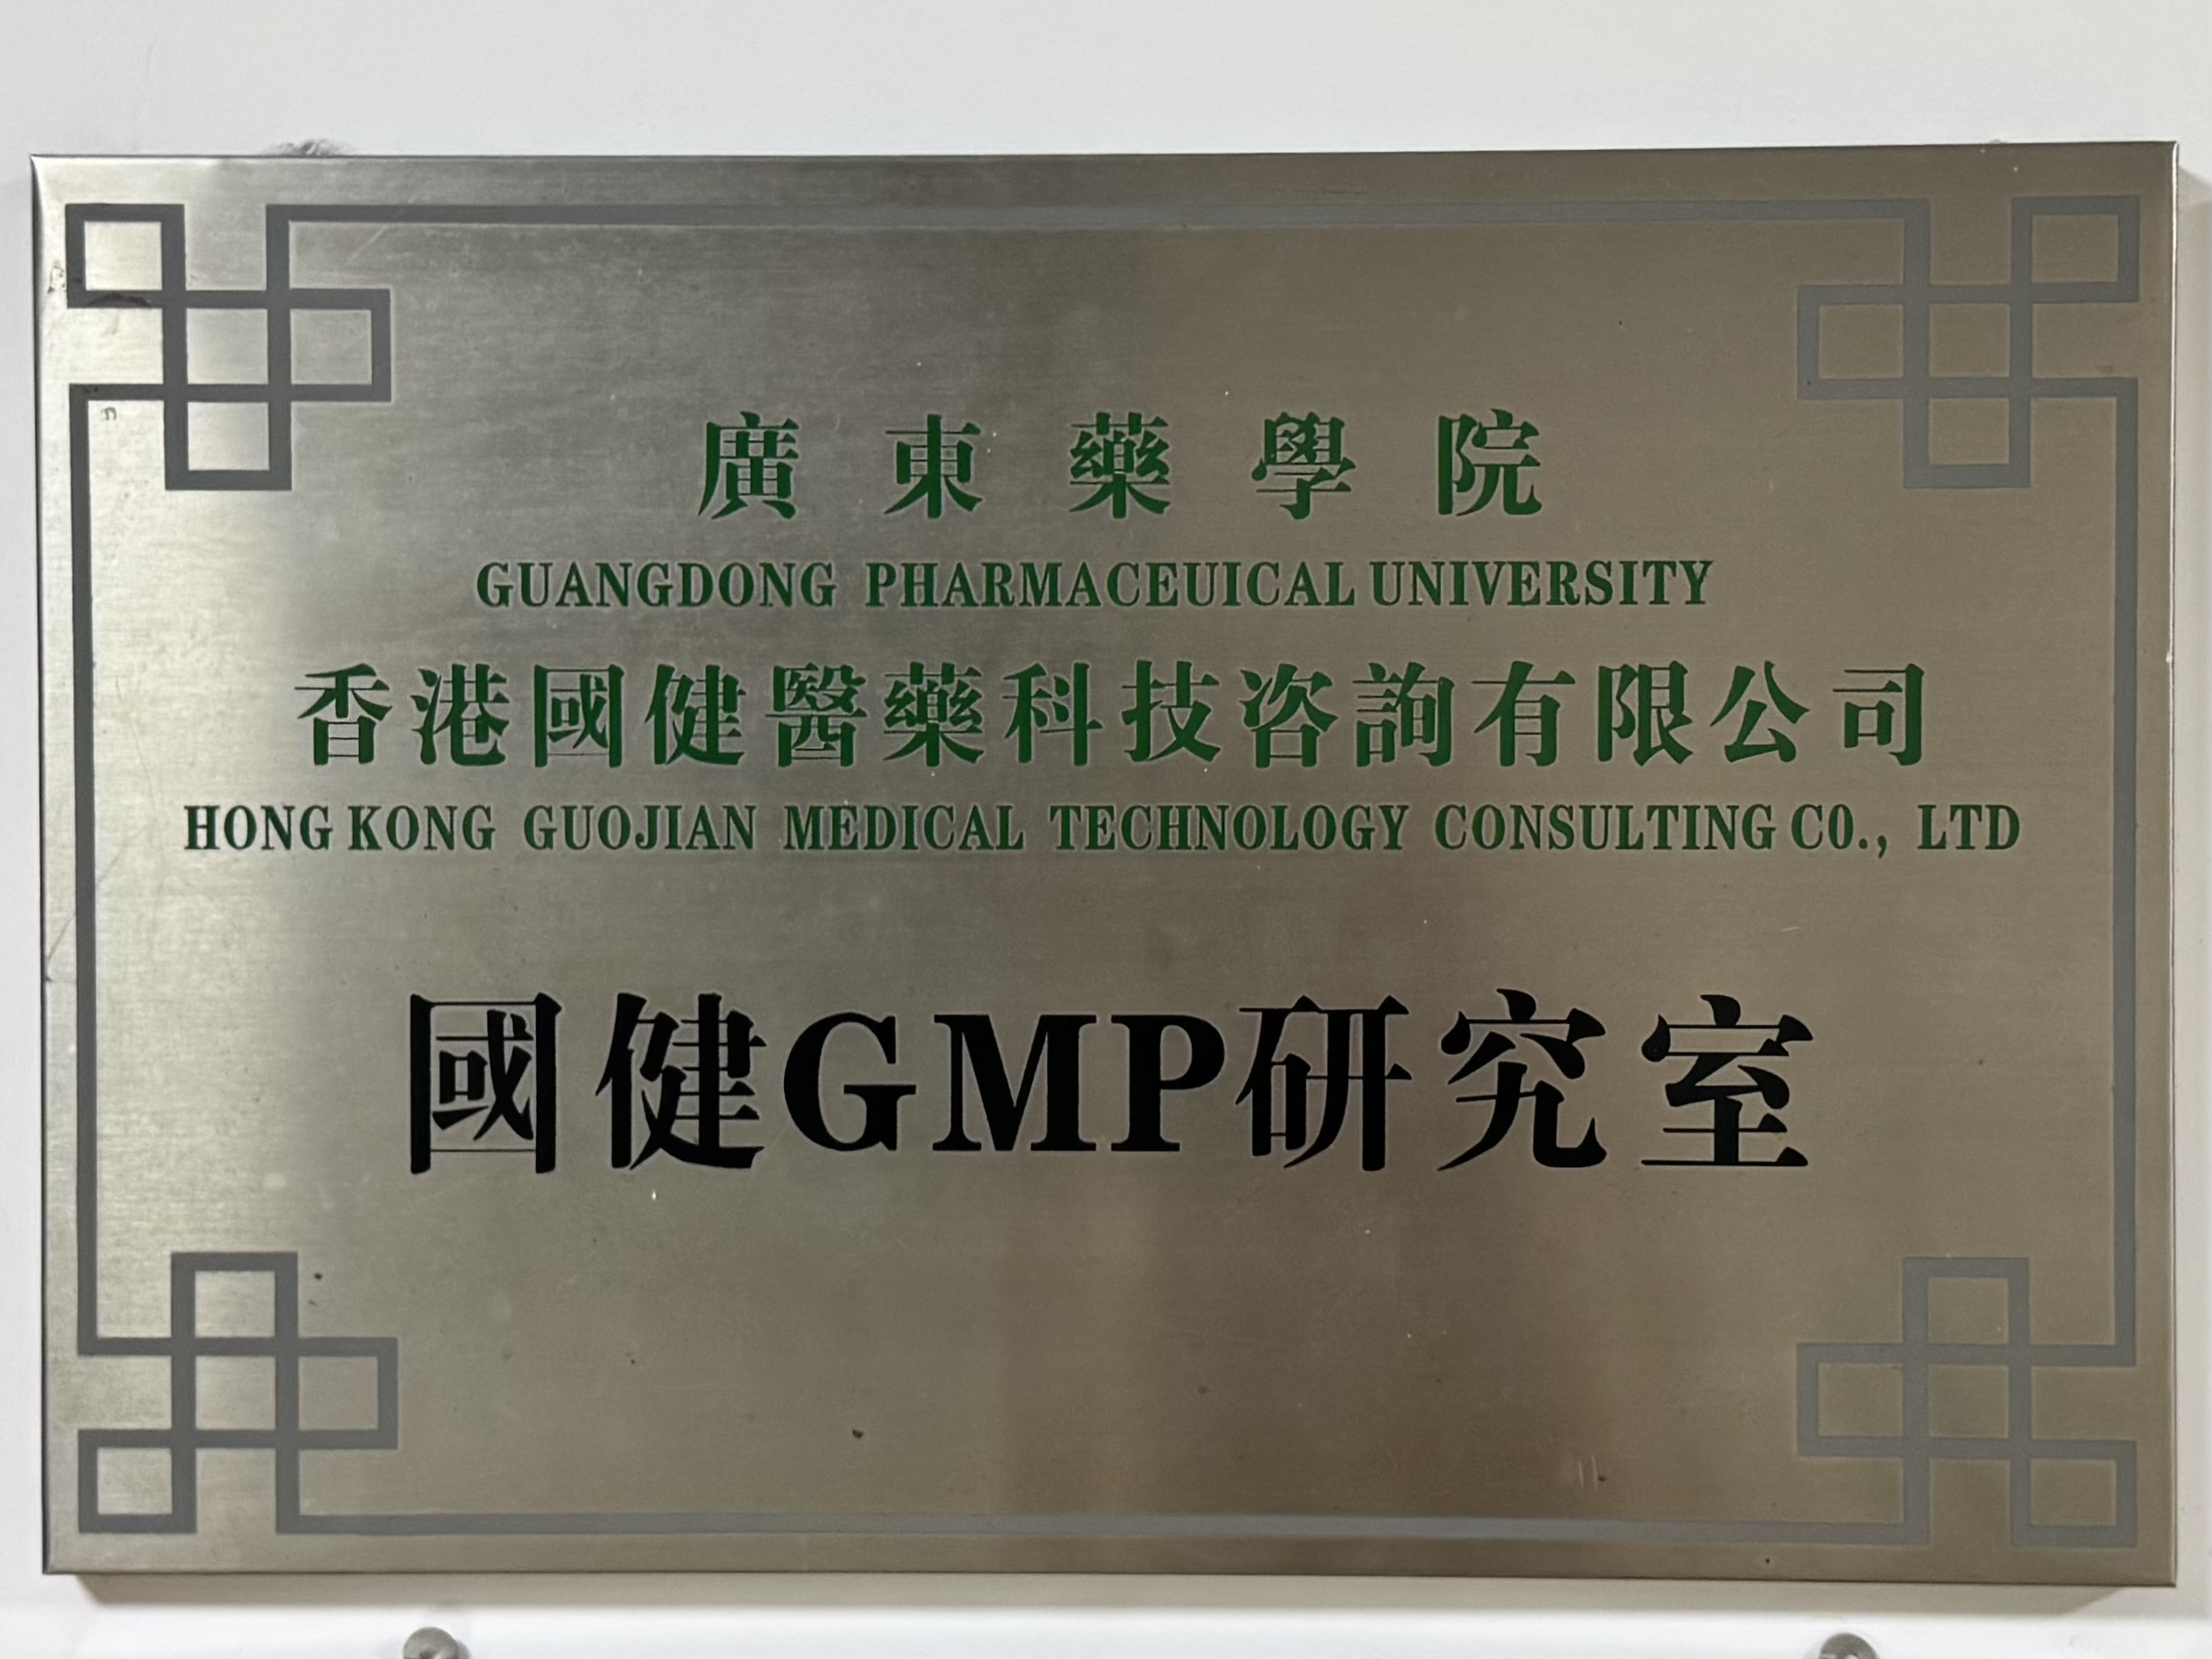 廣東藥學院
GUANGDONG PHARMACEUICAL UNIVERSITY
香港國健醫藥科技咨詢有限公司
HONG KONG GUOJIAN MEDICAL TECHNOLOGY CONSULTING CO., LTD
國健GMP研究室